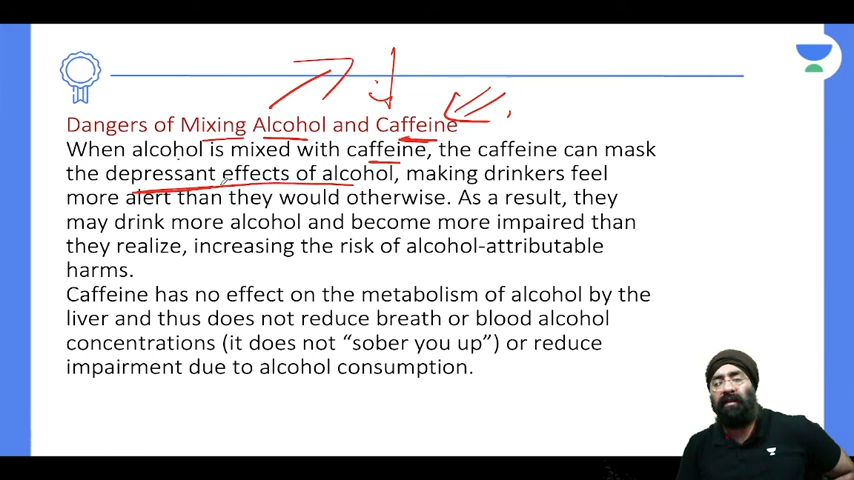 Dangers of Mixing Alcohol and Caffeine
When alcohol is mixed with caffeine, the caffeine can mask
the depressant effects of alcohol, making drinkers feel
more alert than they would otherwise. As a result, they
may drink more alcohol and become more impaired than
they realize, increasing the risk of alcohol-attributable
harms.
Caffeine has no effect on the metabolism of alcohol by the
liver and thus does not reduce breath or blood alcohol
concentrations (it does not “sober you up”) or reduce
impairment due to alcohol consumption.